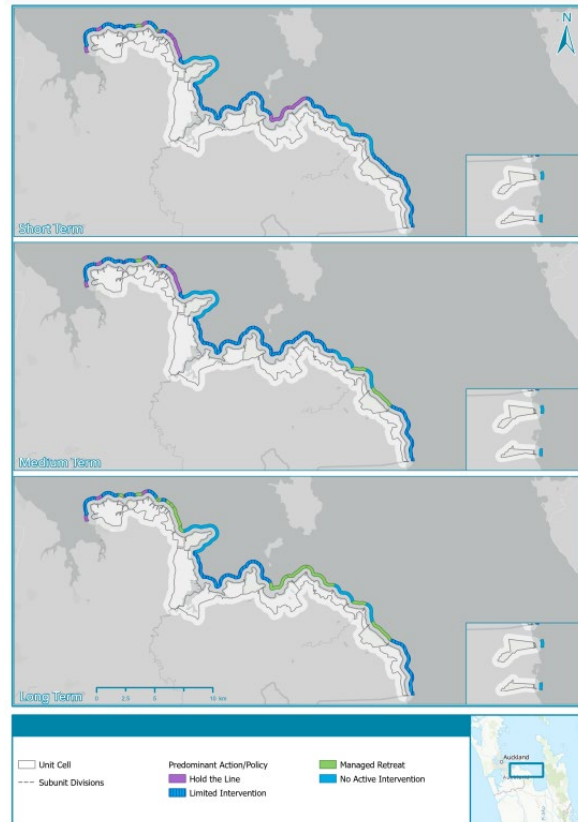 N
Short Term
Medium Term
Long Term
0 2.5 5 10 km
Unit Cell
Subunit Divisions
Predominant Action/Policy
Hold the Line
Limited Intervention
Managed Retreat
No Active Intervention
Auckland
Auckland